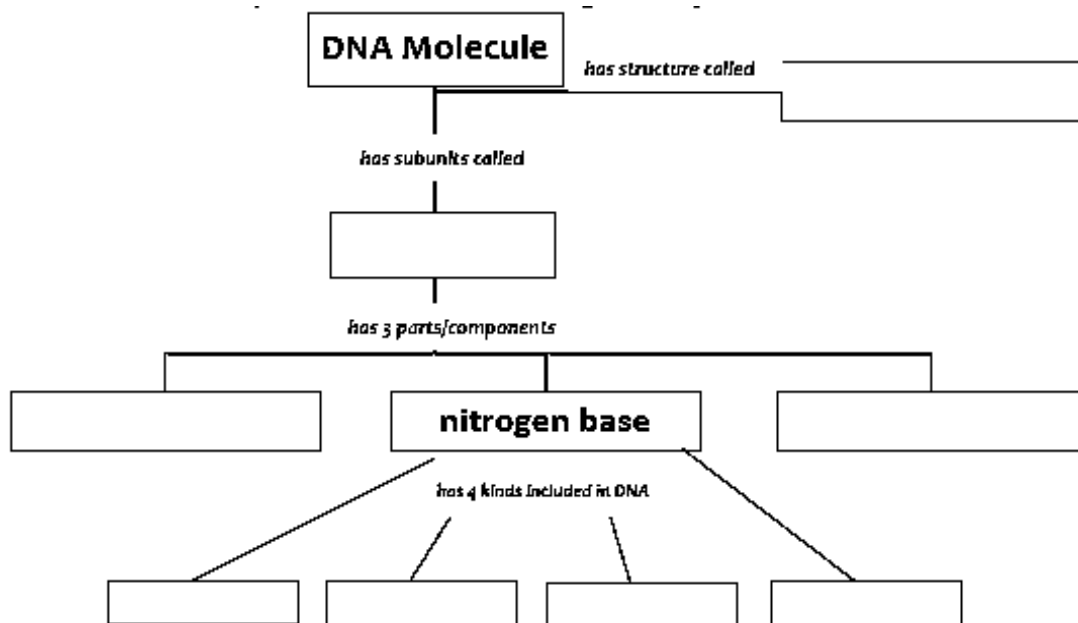 DNA Molecule
has structure called
has subunits called
has 3 parts/components
nitrogen base
has 4 kinds included in DNA